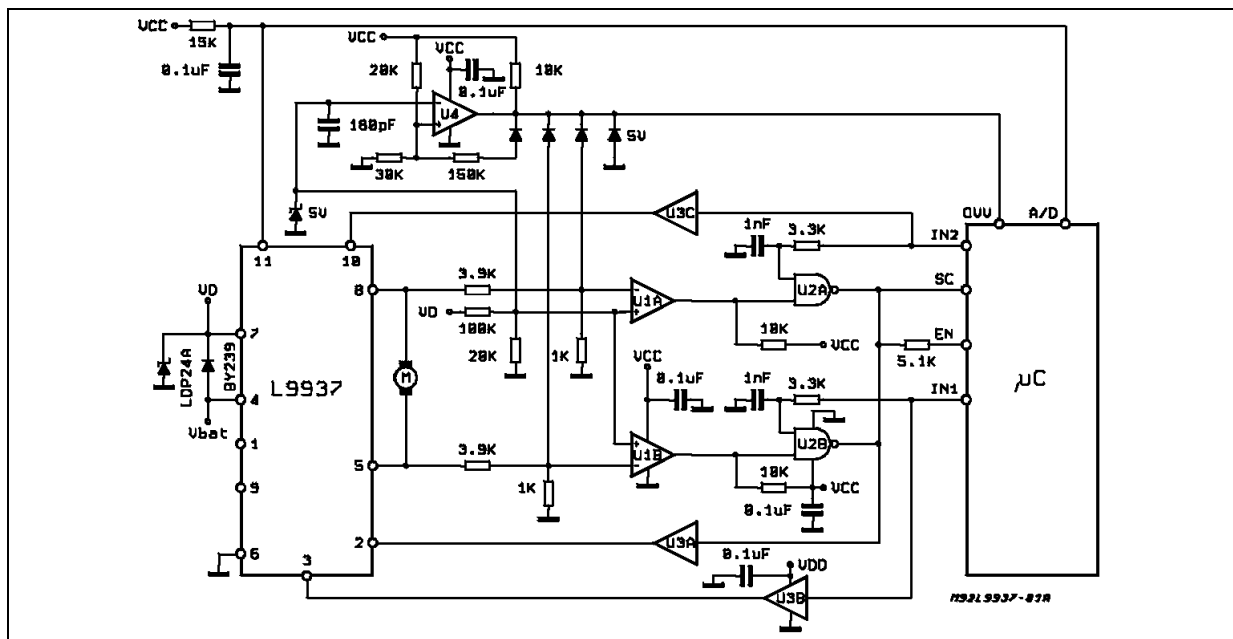 VCC
15K
0.1uF
VCC
20K
VCC
0.1uF
10K
U4
5V
30K
150K
5V
11
10
U3C
1nF
3.3K
OVV
A/D
IN2
8
3.9K
U1A
U2A
SC
VD
VD
100K
20K
1K
10K
VCC
EN
5.1K
7
LDP24A
BY239
L9937
M
VCC
0.1uF
1nF
3.3K
IN1
µC
4
Vbat
1
5
3.9K
U1B
U2B
9
1K
10K
VCC
0.1uF
2
U3A
6
3
0.1uF
VDD
U3B
M93L9937-01A